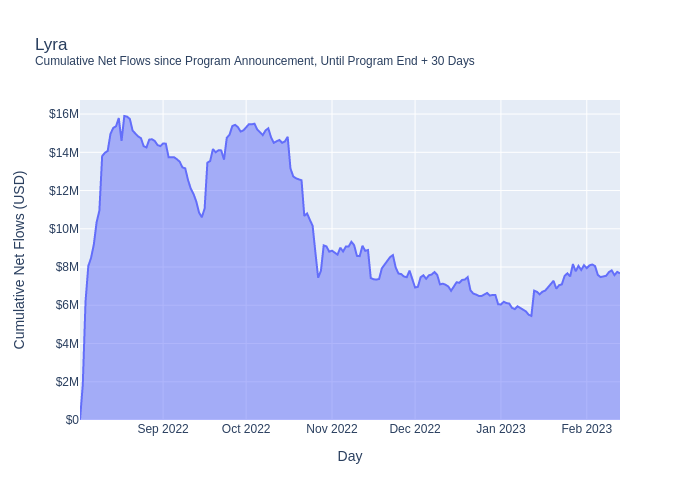 Lyra
Cumulative Net Flows since Program Announcement, Until Program End + 30 Days
Cumulative Net Flows (USD)
$16M
$14M
$12M
$10M
$8M
$6M
$4M
$2M
$0
Sep 2022 Oct 2022 Nov 2022 Dec 2022 Jan 2023 Feb 2023
Day